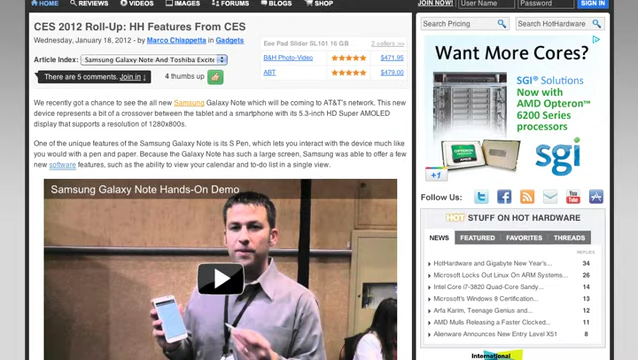 HOME
REVIEWS
VIDEOS
IMAGES
FORUMS
BLOGS
SHOP
User Name
Password
SIGN IN
CES 2012 Roll-Up: HH Features From CES
Wednesday, January 18, 2012 - by Marco Chiappetta in Gadgets
Article Index: Samsung Galaxy Note And Toshiba Excite
There are 5 comments. Join in ↓
4 thumbs up
Eee Pad Slider SL101 16 GB
2 sellers >>
B&H Photo-Video
$471.95
ABT
$479.00
We recently got a chance to see the all new Samsung Galaxy Note which will be coming to AT&T's network. This new
device represents a bit of a crossover between the tablet and a smartphone with its 5.3-inch HD Super AMOLED
display that supports a resolution of 1280x800s.
One of the unique features of the Samsung Galaxy Note is its S Pen, which lets you interact with the device much like
you would with a pen and paper. Because the Galaxy Note has such a large screen, Samsung was able to offer a few
new software features, such as the ability to view your calendar and to-do list in a single view.
Samsung Galaxy Note Hands-On Demo
Search Pricing
Search HotHardware
Want More Cores?
SGI® Solutions
Now with
AMD Opteron™
6200 Series
processors
sgi
+1
Follow Us:
You
Tube
HOT STUFF ON HOT HARDWARE
NEWS
FEATURED
FAVORITES
THREADS
REPLIES
HotHardware and Gigabyte New Year's... 34
Microsoft Locks Out Linux On ARM Systems... 26
Intel Core i7-3820 Quad-Core Sandy... 14
Microsoft's Windows 8 Certification... 13
Arfa Karim, Teenage Genius and... 12
AMD Mulls Releasing a Faster Clocked... 11
Alienware Announces New Entry Level X51 8
International